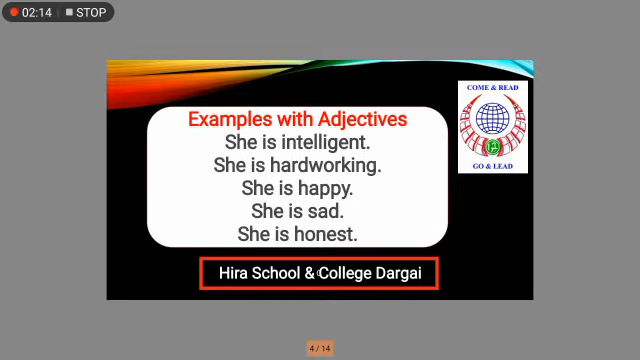 02:14 STOP
COME & READ
GO & LEAD
Examples with Adjectives
She is intelligent.
She is hardworking.
She is happy.
She is sad.
She is honest.
Hira School & College Dargai
4 / 14